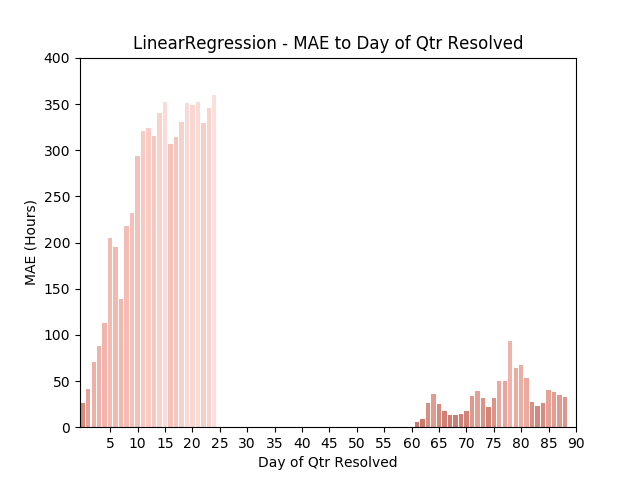 LinearRegression - MAE to Day of Qtr Resolved
400
350
300
250
200
150
100
50
0
MAE (Hours)
5 10 15 20 25 30 35 40 45 50 55 60 65 70 75 80 85 90
Day of Qtr Resolved